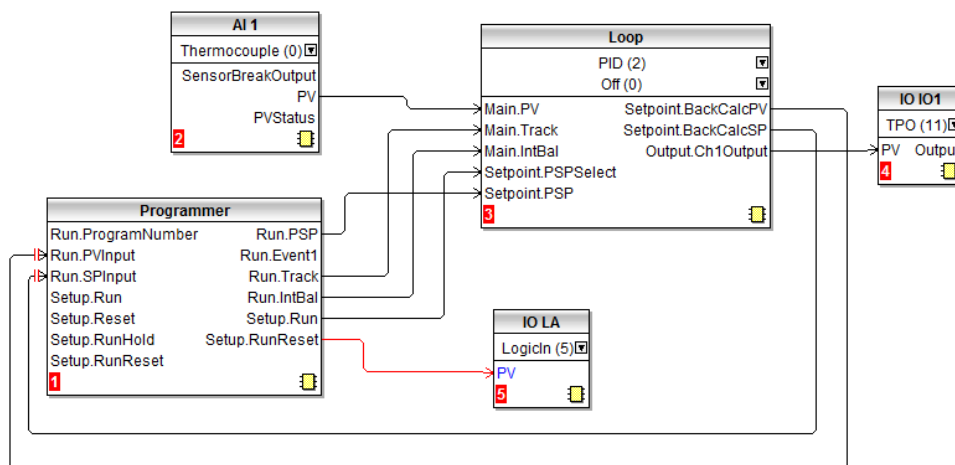 AI 1
Thermocouple (0)
SensorBreakOutput
PV
PVStatus
2
Loop
PID (2)
Off (0)
Main.PV Setpoint.BackCalcPV
Main.Track Setpoint.BackCalcSP
Main.IntBal Output.Ch1Output
Setpoint.PSPSelect
Setpoint.PSP
3
IO IO1
TPO (11)
PV Outpu
4
Programmer
Run.ProgramNumber Run.PSP
Run.PVInput Run.Event1
Run.SPInput Run.Track
Setup.Run Run.IntBal
Setup.Reset Setup.Run
Setup.RunHold Setup.RunReset
Setup.RunReset
1
IO LA
LogicIn (5)
PV
5